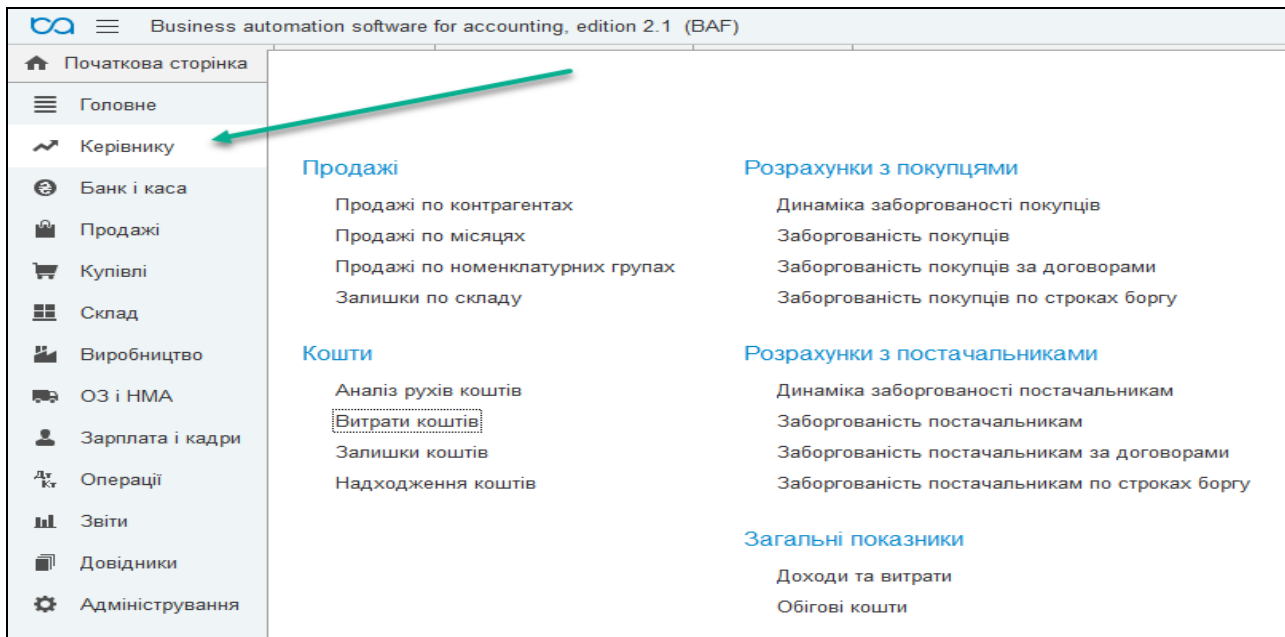 Business automation software for accounting, edition 2.1 (BAF)
Початкова сторінка
Головне
Керівнику
Банк і каса
Продажі
Купівлі
Склад
Виробництво
ОЗ і НМА
Зарплата і кадри
Дт Кт Операції
Звіти
Довідники
Адміністрування
Продажі
Продажі по контрагентах
Продажі по місяцях
Продажі по номенклатурних групах
Залишки по складу
Кошти
Аналіз рухів коштів
Витрати коштів
Залишки коштів
Надходження коштів
Розрахунки з покупцями
Динаміка заборгованості покупців
Заборгованість покупців
Заборгованість покупців за договорами
Заборгованість покупців по строках боргу
Розрахунки з постачальниками
Динаміка заборгованості постачальникам
Заборгованість постачальникам
Заборгованість постачальникам за договорами
Заборгованість постачальникам по строках боргу
Загальні показники
Доходи та витрати
Обігові кошти